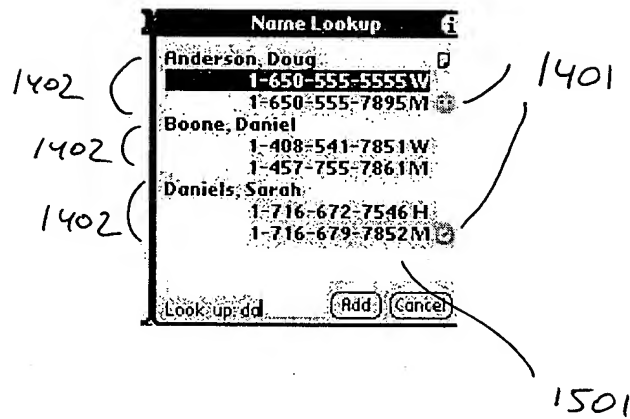 Name Lookup i
Anderson, Doug
1-650-555-5555 W
1-650-555-7895 M
Boone, Daniel
1-408-541-7851 W
1-457-755-7861 M
Daniels, Sarah
1-716-672-7546 H
1-716-679-7852 M
Look up: dd
Add Cancel
1402
1402
1402
1401
1501